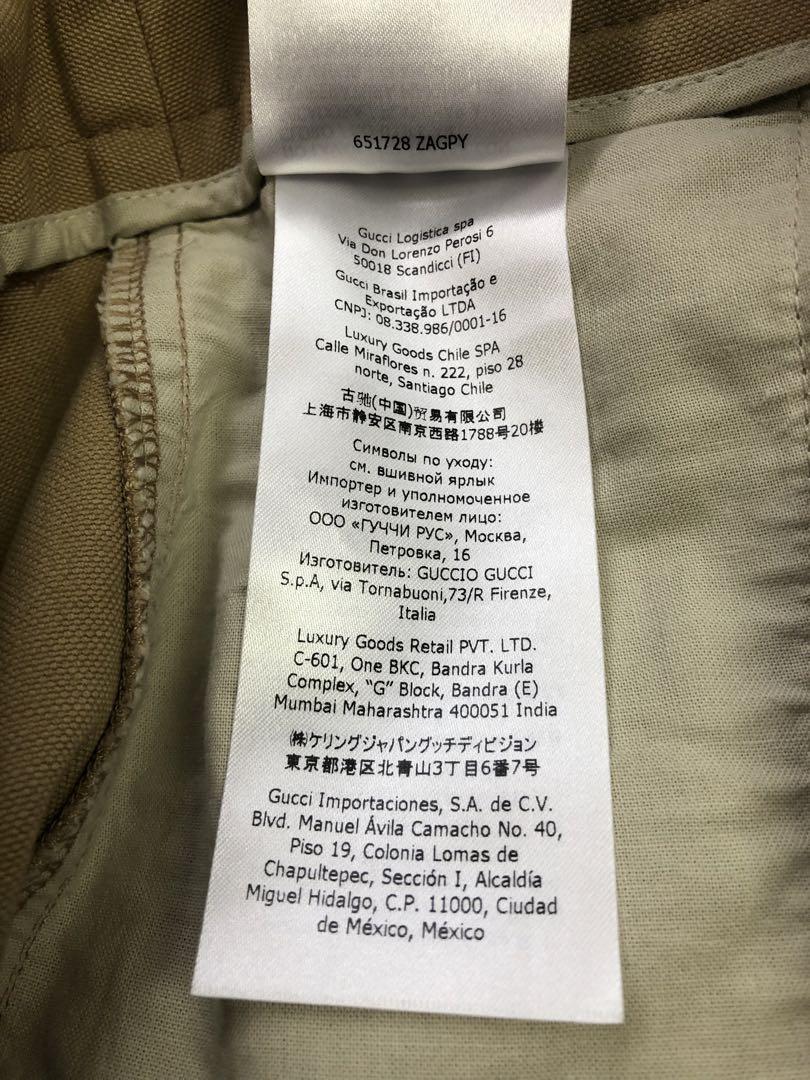 651728 ZAGPY
Gucci Logistica spa
Via Don Lorenzo Perosi 6
50018 Scandicci (FI)
Gucci Brasil Importação e
Exportação LTDA
CNPJ: 08.338.986/0001-16
Luxury Goods Chile SPA
Calle Miraflores n. 222, piso 28
norte, Santiago Chile
古驰(中国)贸易有限公司
上海市静安区南京西路1788号20楼
Символы по уходу:
см. вшивной ярлык
Импортер и уполномоченное
изготовителем лицо:
ООО «ГУЧЧИ РУС», Москва,
Петровка, 16
Изготовитель: GUCCIO GUCCI
S.p.A, via Tornabuoni,73/R Firenze,
Italia
Luxury Goods Retail PVT. LTD.
C-601, One BKC, Bandra Kurla
Complex, “G” Block, Bandra (E)
Mumbai Maharashtra 400051 India
㈱ケリングジャパングッチディビジョン
東京都港区北青山3丁目6番7号
Gucci Importaciones, S.A. de C.V.
Blvd. Manuel Ávila Camacho No. 40,
Piso 19, Colonia Lomas de
Chapultepec, Sección I, Alcaldía
Miguel Hidalgo, C.P. 11000, Ciudad
de México, México